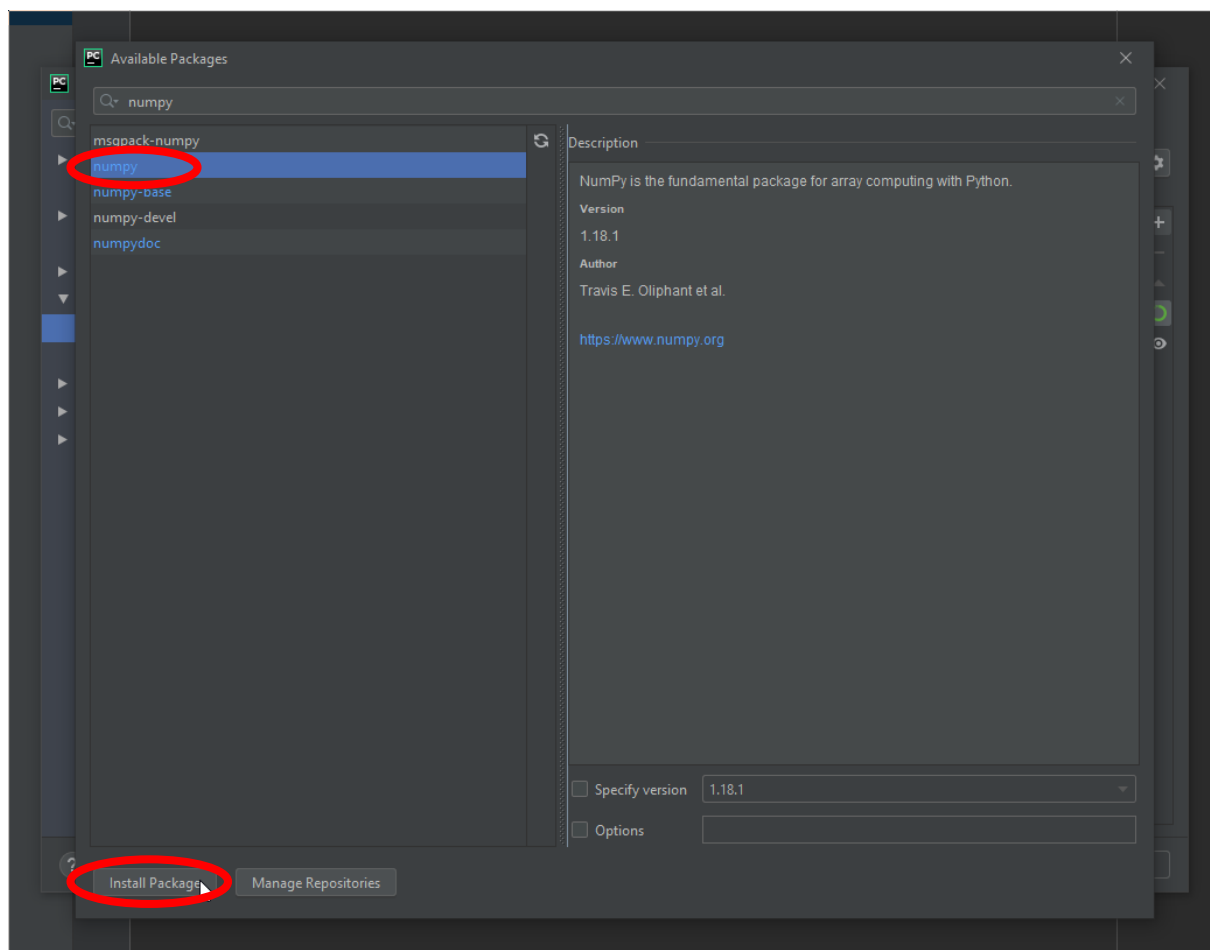 PC Available Packages
PC
numpy
msgpack-numpy
numpy
numpy-base
numpy-devel
numpydoc
Description
NumPy is the fundamental package for array computing with Python.
Version
1.18.1
Author
Travis E. Oliphant et al.
https://www.numpy.org
Specify version 1.18.1
Options
?
Install Package Manage Repositories